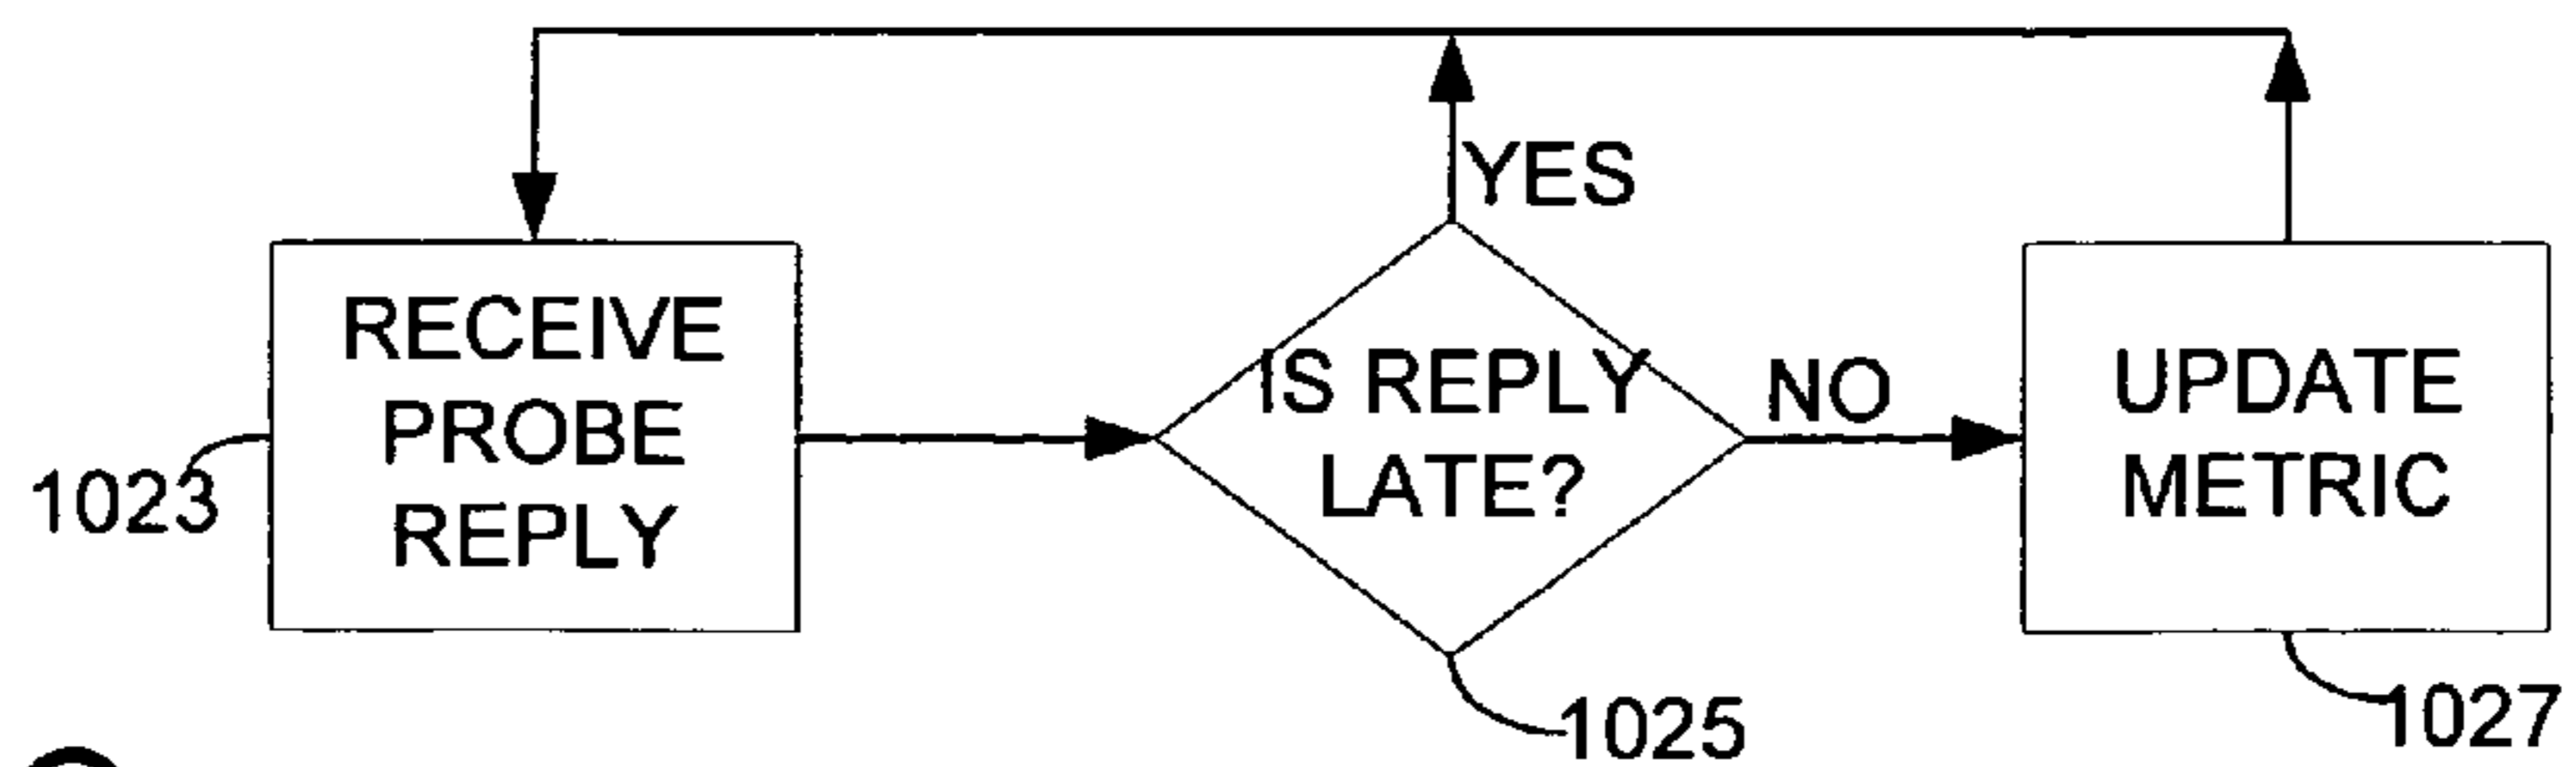 YES
RECEIVE
PROBE
REPLY
IS REPLY
LATE?
NO
UPDATE
METRIC
1023
1025
1027